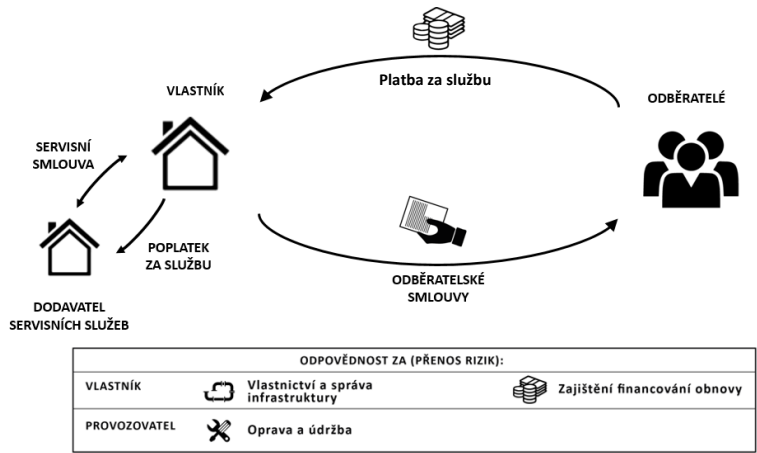 Platba za službu
VLASTNÍK
ODBĚRATELÉ
SERVISNÍ
SMLOUVA
POPLATEK
ZA SLUŽBU
ODBĚRATELSKÉ
SMLOUVY
DODAVATEL
SERVISNÍCH SLUŽEB
ODPOVĚDNOST ZA (PŘENOS RIZIK):
VLASTNÍK
Vlastnictví a správa
infrastruktury
Zajištění financování obnovy
PROVOZOVATEL
Oprava a údržba